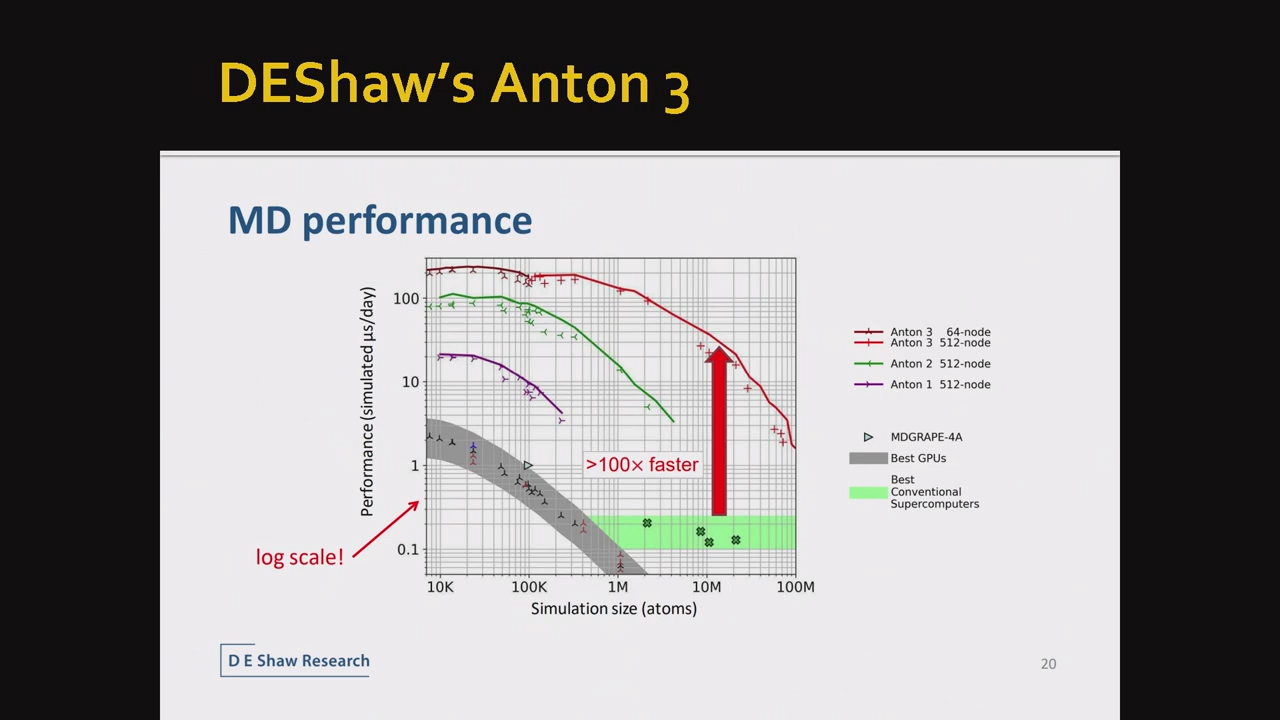 DEShaw's Anton 3
MD performance
Performance (simulated µs/day)
100
10
1
0.1
10K 100K 1M 10M 100M
Simulation size (atoms)
>100× faster
log scale!
Anton 3 64-node
Anton 3 512-node
Anton 2 512-node
Anton 1 512-node
MDGRAPE-4A
Best GPUs
Best
Conventional
Supercomputers
D E Shaw Research
20